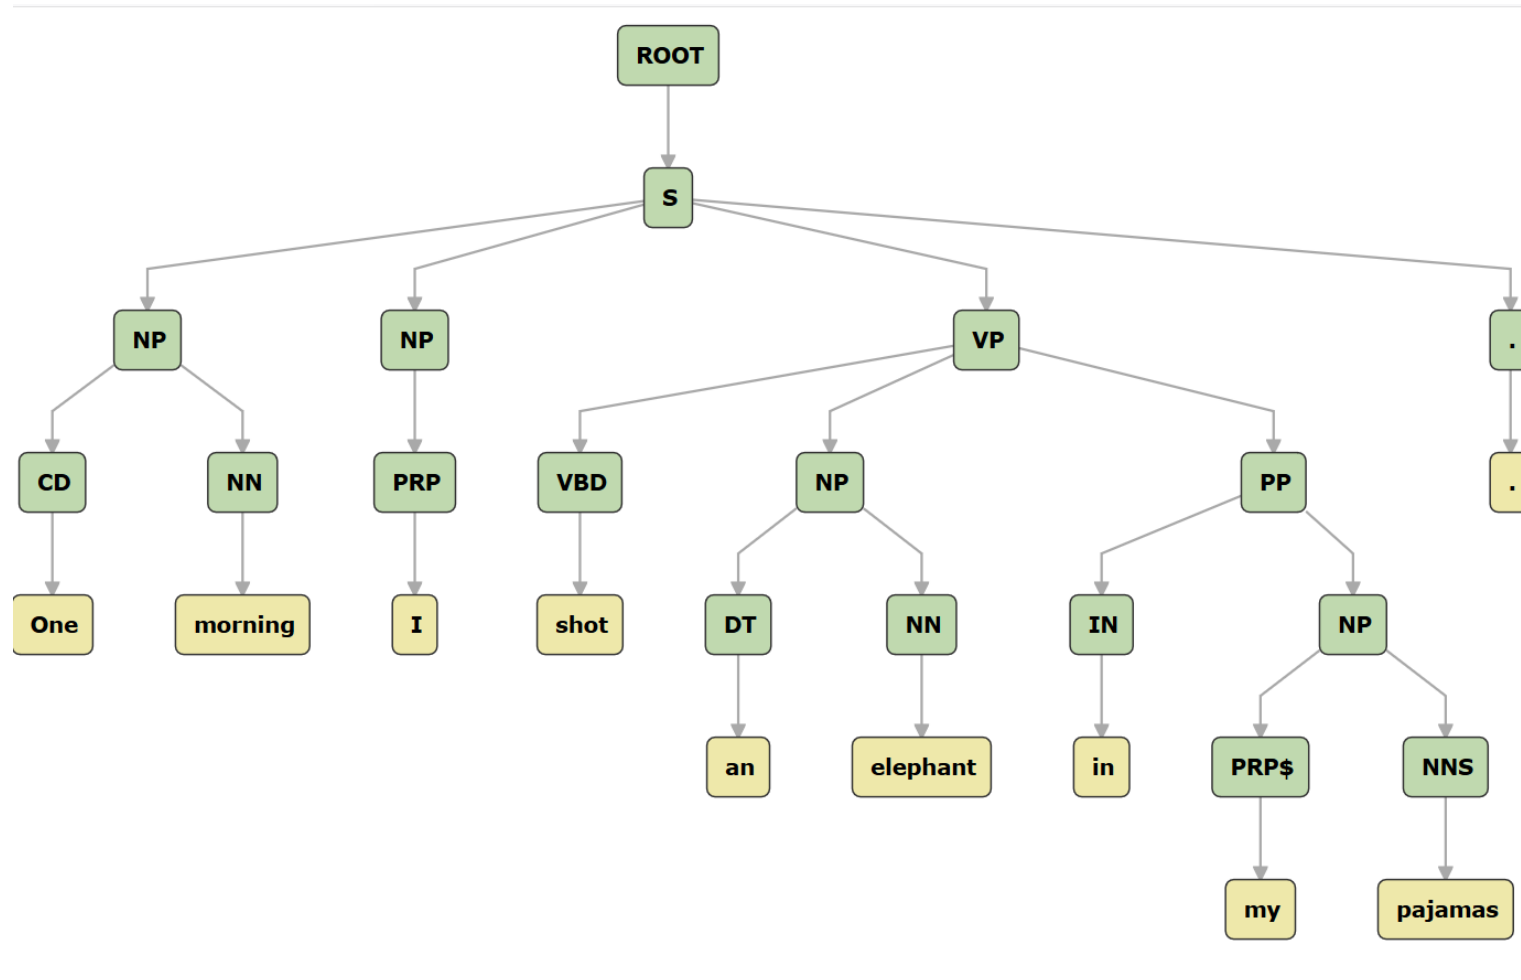 ROOT
S
NP NP VP .
CD NN PRP VBD NP PP .
One morning I shot DT NN IN NP
an elephant in PRP$ NNS
my pajamas